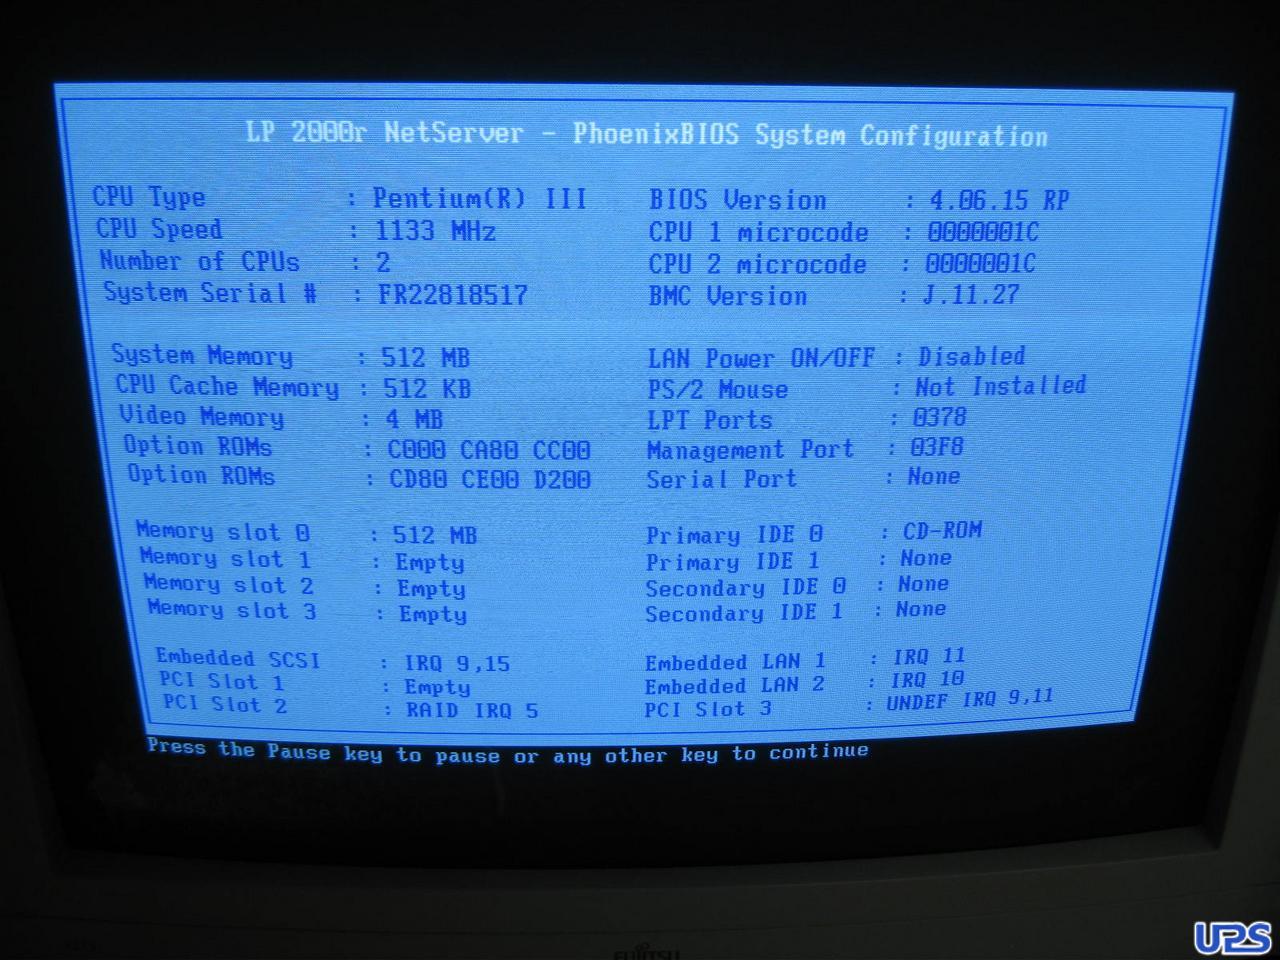 LP 2000r NetServer - PhoenixBIOS System Configuration
CPU Type : Pentium(R) III BIOS Version : 4.06.15 RP
CPU Speed : 1133 MHz CPU 1 microcode : 0000001C
Number of CPUs : 2 CPU 2 microcode : 0000001C
System Serial # : FR22818517 BMC Version : J.11.27
System Memory : 512 MB LAN Power ON/OFF : Disabled
CPU Cache Memory : 512 KB PS/2 Mouse : Not Installed
Video Memory : 4 MB LPT Ports : 0378
Option ROMs : C000 CA80 CC00 Management Port : 03F8
Option ROMs : CD80 CE00 D200 Serial Port : None
Memory slot 0 : 512 MB Primary IDE 0 : CD-ROM
Memory slot 1 : Empty Primary IDE 1 : None
Memory slot 2 : Empty Secondary IDE 0 : None
Memory slot 3 : Empty Secondary IDE 1 : None
Embedded SCSI : IRQ 9,15 Embedded LAN 1 : IRQ 11
PCI Slot 1 : Empty Embedded LAN 2 : IRQ 10
PCI Slot 2 : RAID IRQ 5 PCI Slot 3 : UNDEF IRQ 9,11
Press the Pause key to pause or any other key to continue
FUJITSU
UPS